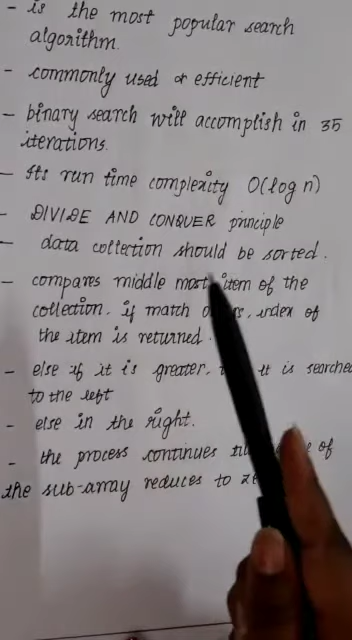 - is the most popular search
algorithm.
- commonly used & efficient
- binary search will accomplish in 35
iterations.
- Its run time complexity O(log n)
- DIVIDE AND CONQUER principle
- data collection should be sorted.
- compares middle most item of the
collection. if match index of
the item is returned.
- else if it is greater, it is searched
to the left
- else in the right.
- the process continues of
the sub-array reduces to